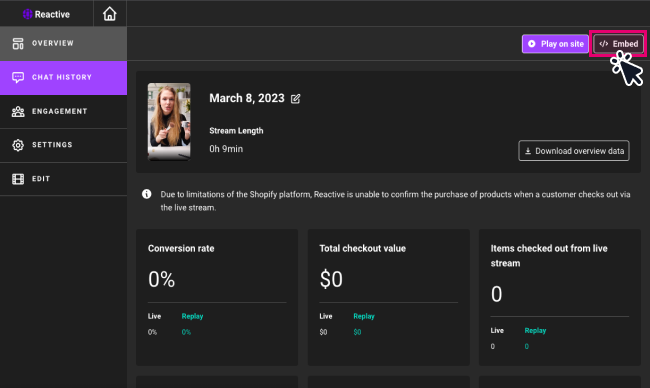 Reactive
OVERVIEW
CHAT HISTORY
ENGAGEMENT
SETTINGS
EDIT
Play on site
</> Embed
March 8, 2023
Stream Length
0h 9min
Download overview data
Due to limitations of the Shopify platform, Reactive is unable to confirm the purchase of products when a customer checks out via
the live stream.
Conversion rate
0%
Live Replay
0% 0%
Total checkout value
$0
Live Replay
$0 $0
Items checked out from live
stream
0
Live Replay
0 0